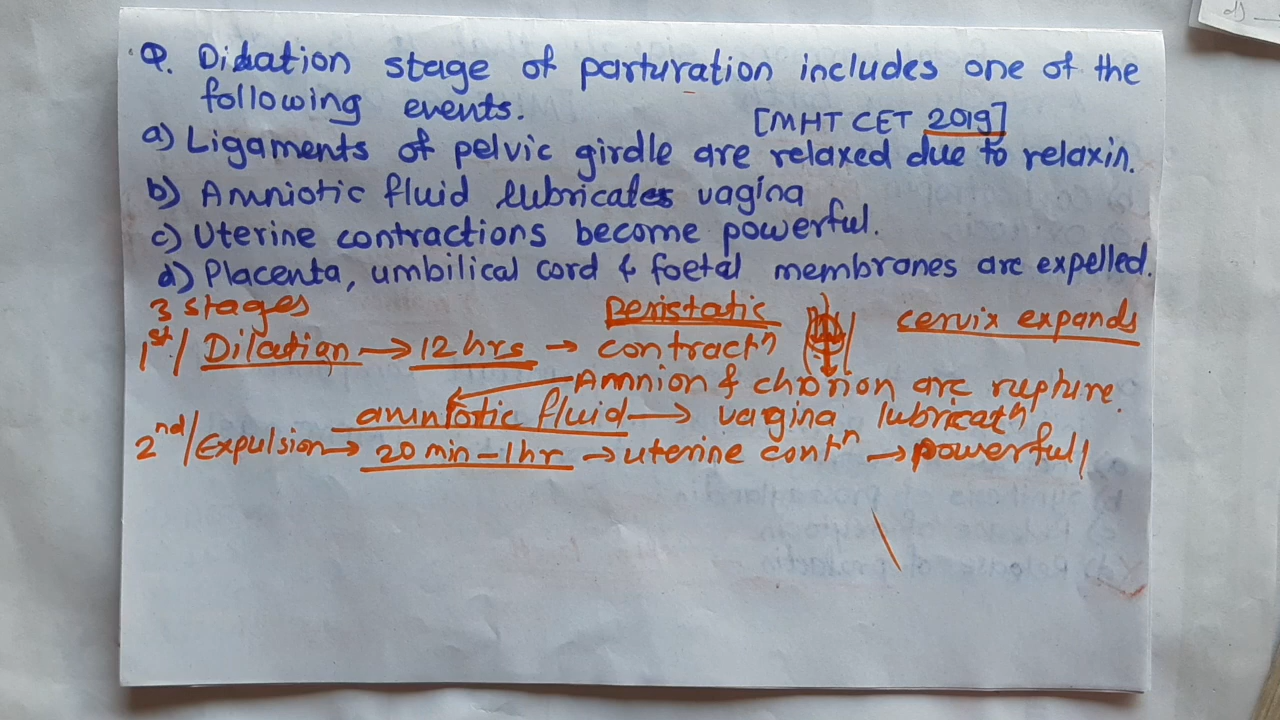 Q. Dilation stage of parturation includes one of the
following events.
[MHT CET 2019]
a) Ligaments of pelvic girdle are relaxed due to relaxin.
b) Amniotic fluid lubricates vagina
c) Uterine contractions become powerful.
d) Placenta, umbilical cord & foetal membranes are expelled.
3 stages
1st/ Dilation → 12 hrs → peristatic contractn cervix expands
Amnion & chorion are rupture.
amniotic fluid → vagina lubricatn
2nd/ Expulsion → 20 min - 1 hr → uterine contn → powerful/